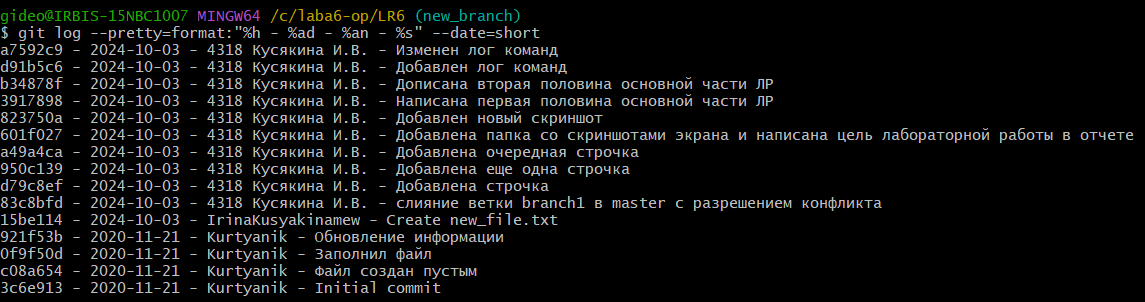 gideo@IRBIS-15NBC1007 MINGW64 /c/laba6-op/LR6 (new_branch)
$ git log --pretty=format:"%h - %ad - %an - %s" --date=short
a7592c9 - 2024-10-03 - 4318 Кусякина И.В. - Изменен лог команд
d91b5c6 - 2024-10-03 - 4318 Кусякина И.В. - Добавлен лог команд
b34878f - 2024-10-03 - 4318 Кусякина И.В. - Дописана вторая половина основной части ЛР
3917898 - 2024-10-03 - 4318 Кусякина И.В. - Написана первая половина основной части ЛР
823750a - 2024-10-03 - 4318 Кусякина И.В. - Добавлен новый скриншот
601f027 - 2024-10-03 - 4318 Кусякина И.В. - Добавлена папка со скриншотами экрана и написана цель лабораторной работы в отчете
a49a4ca - 2024-10-03 - 4318 Кусякина И.В. - Добавлена очередная строчка
950c139 - 2024-10-03 - 4318 Кусякина И.В. - Добавлена еще одна строчка
d79c8ef - 2024-10-03 - 4318 Кусякина И.В. - Добавлена строчка
83c8bfd - 2024-10-03 - 4318 Кусякина И.В. - слияние ветки branch1 в master с разрешением конфликта
15be114 - 2024-10-03 - IrinaKusyakinamew - Create new_file.txt
921f53b - 2020-11-21 - Kurtyanik - Обновление информации
0f9f50d - 2020-11-21 - Kurtyanik - Заполнил файл
c08a654 - 2020-11-21 - Kurtyanik - Файл создан пустым
3c6e913 - 2020-11-21 - Kurtyanik - Initial commit